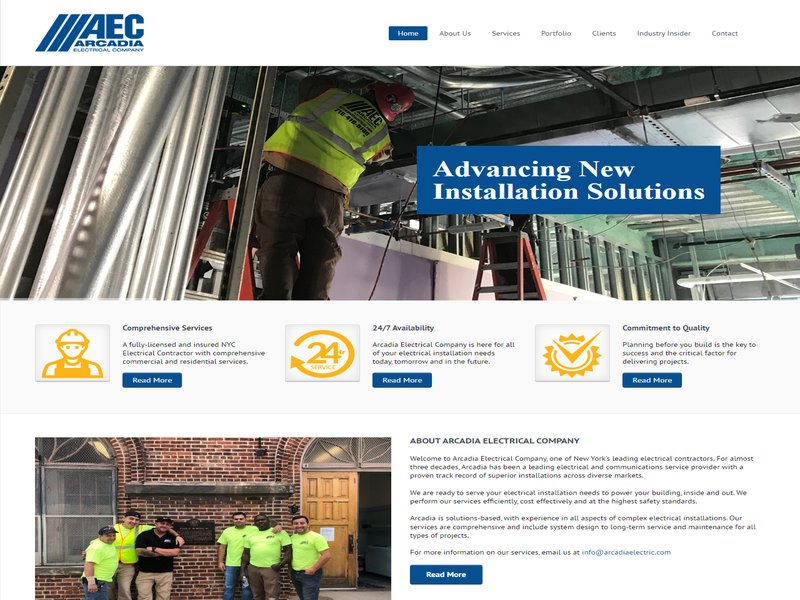 AEC
ARCADIA
ELECTRICAL COMPANY
Home
About Us
Services
Portfolio
Clients
Industry Insider
Contact
AEC
Advancing New
Installation Solutions
Comprehensive Services
A fully-licensed and insured NYC
Electrical Contractor with comprehensive
commercial and residential services.
Read More
24hr
SERVICE
24/7 Availability
Arcadia Electrical Company is here for all
of your electrical installation needs
today, tomorrow and in the future.
Read More
Commitment to Quality
Planning before you build is the key to
success and the critical factor for
delivering projects.
Read More
ABOUT ARCADIA ELECTRICAL COMPANY
Welcome to Arcadia Electrical Company, one of New York's leading electrical contractors. For almost
three decades, Arcadia has been a leading electrical and communications service provider with a
proven track record of superior installations across diverse markets.
We are ready to serve your electrical installation needs to power your building, inside and out. We
perform our services efficiently, cost effectively and at the highest safety standards.
Arcadia is solutions-based, with experience in all aspects of complex electrical installations. Our
services are comprehensive and include system design to long-term service and maintenance for all
types of projects.
For more information on our services, email us at info@arcadiaelectric.com
Read More